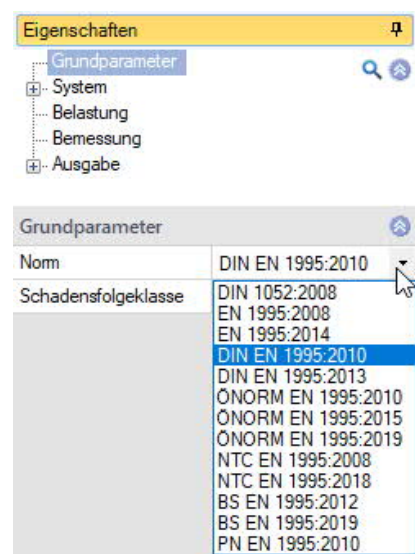 Eigenschaften
Grundparameter
System
Belastung
Bemessung
Ausgabe
Grundparameter
Norm DIN EN 1995:2010
Schadensfolgeklasse
DIN 1052:2008
EN 1995:2008
EN 1995:2014
DIN EN 1995:2010
DIN EN 1995:2013
ÖNORM EN 1995:2010
ÖNORM EN 1995:2015
ÖNORM EN 1995:2019
NTC EN 1995:2008
NTC EN 1995:2018
BS EN 1995:2012
BS EN 1995:2019
PN EN 1995:2010